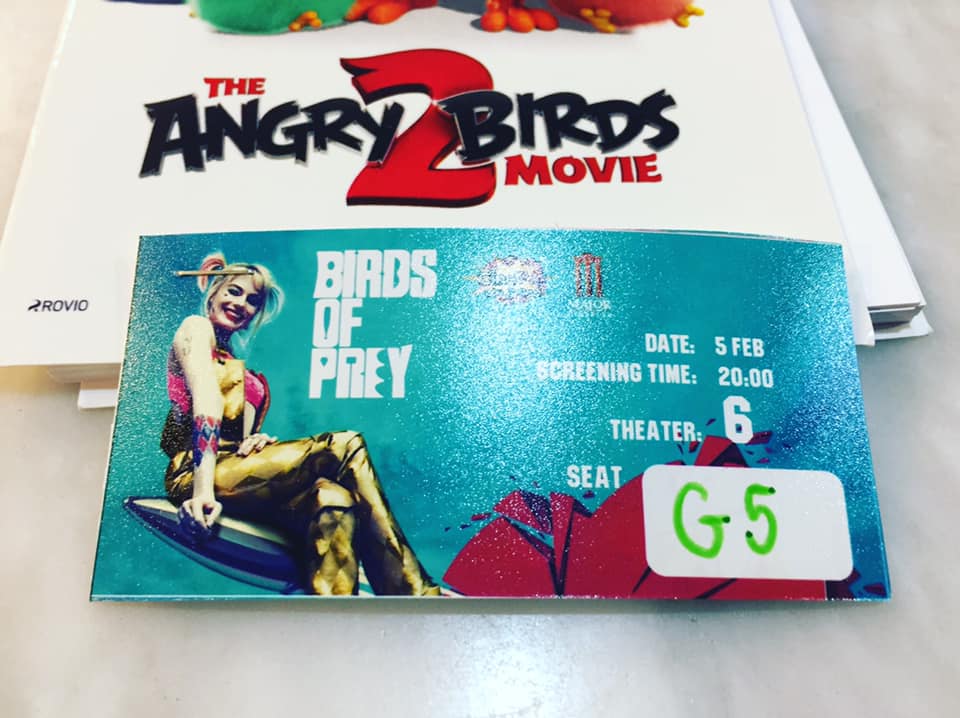 THE
ANGRY 2 BIRDS
MOVIE
ROVIO
BIRDS
OF
PREY
DATE: 5 FEB
SCREENING TIME: 20:00
THEATER: 6
SEAT G5